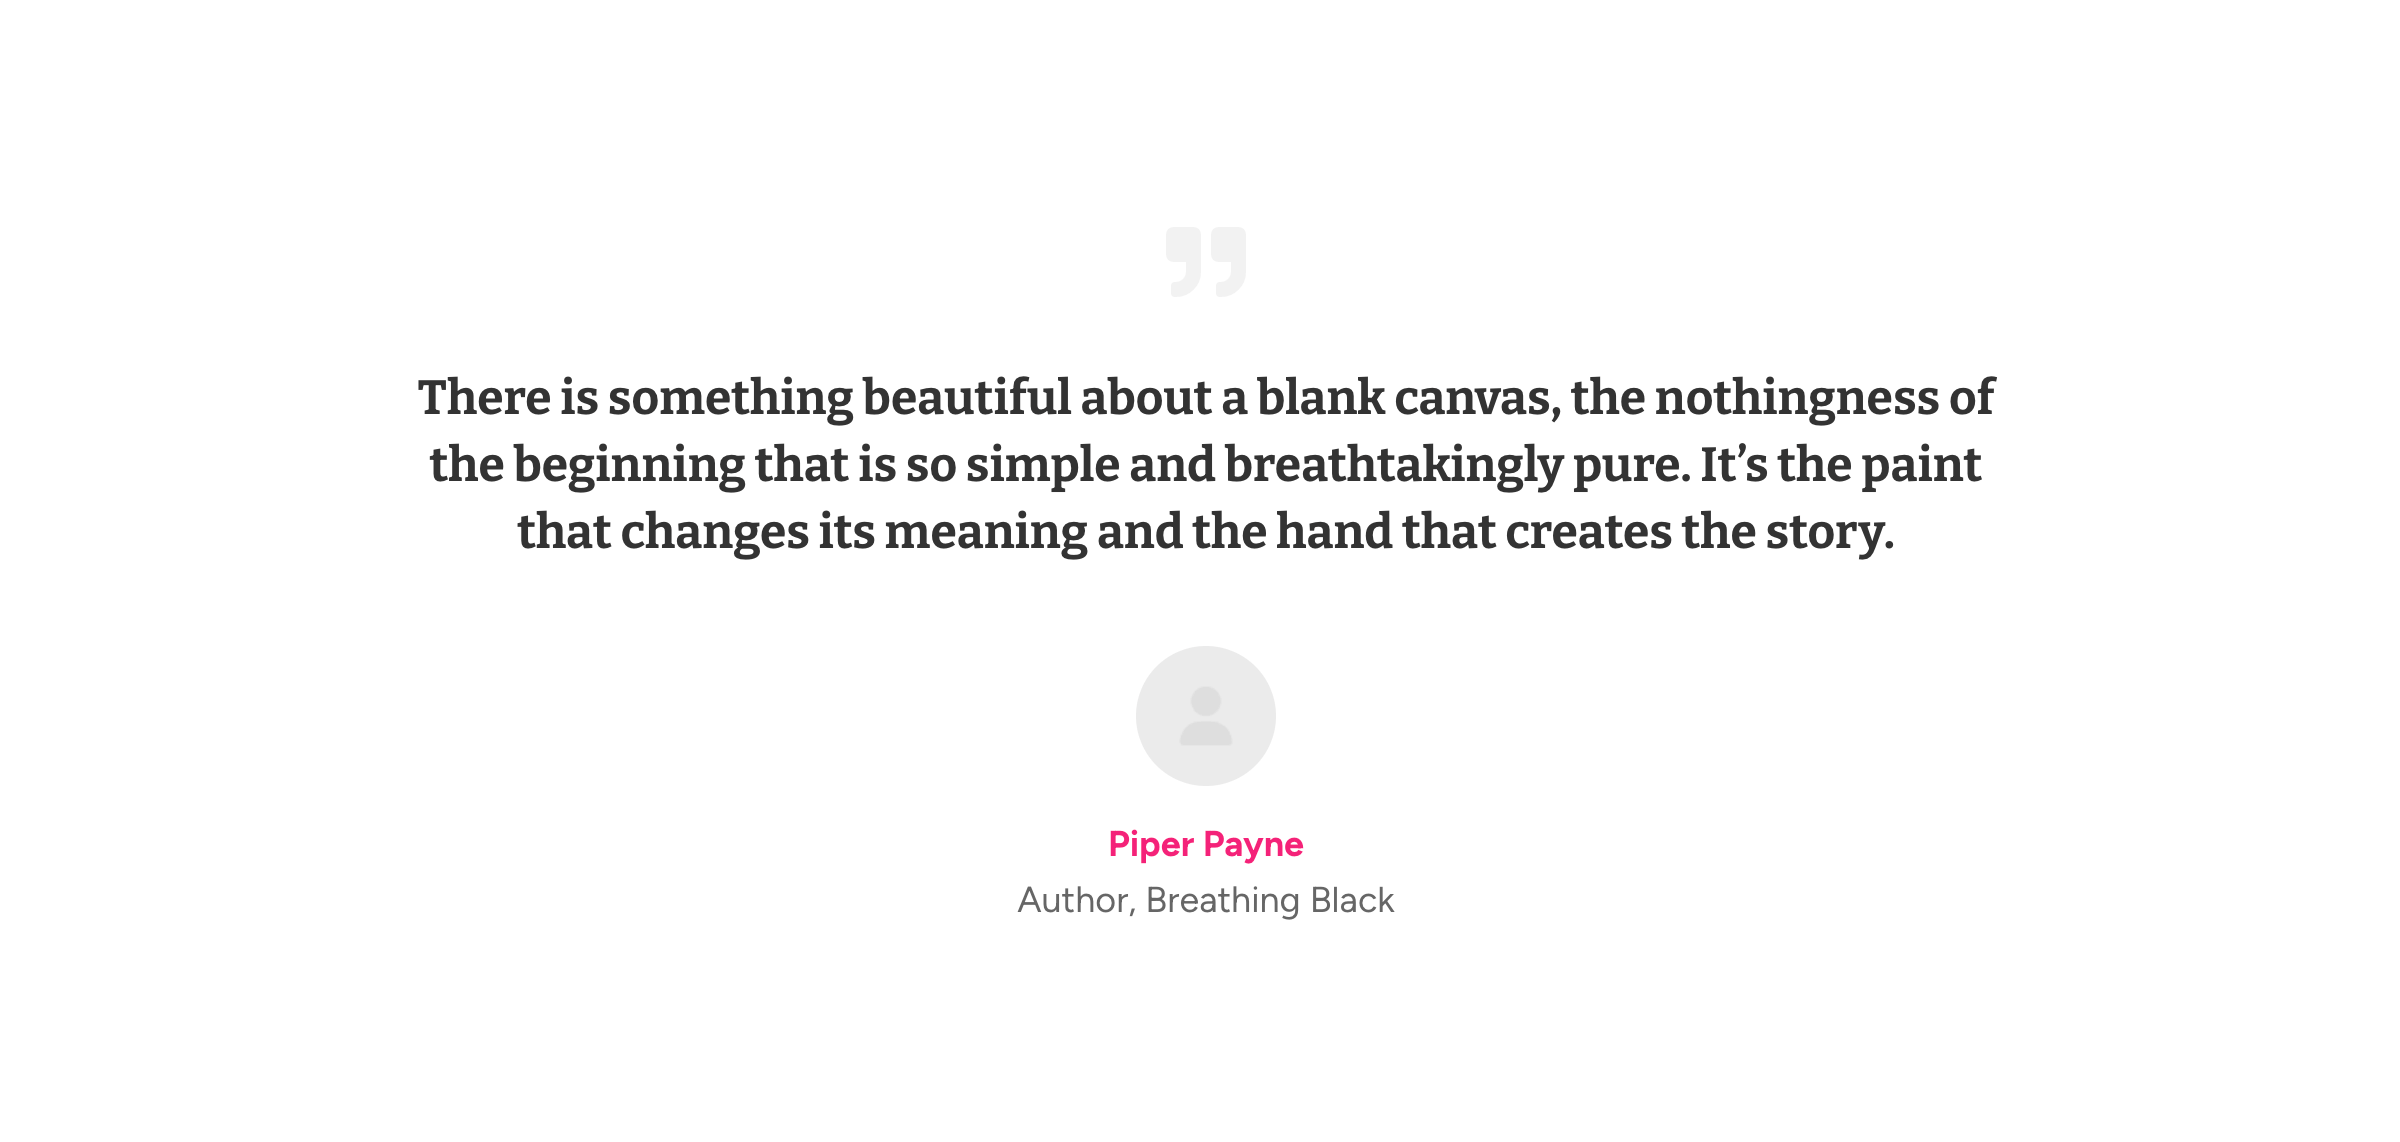 ”
There is something beautiful about a blank canvas, the nothingness of
the beginning that is so simple and breathtakingly pure. It’s the paint
that changes its meaning and the hand that creates the story.
Piper Payne
Author, Breathing Black